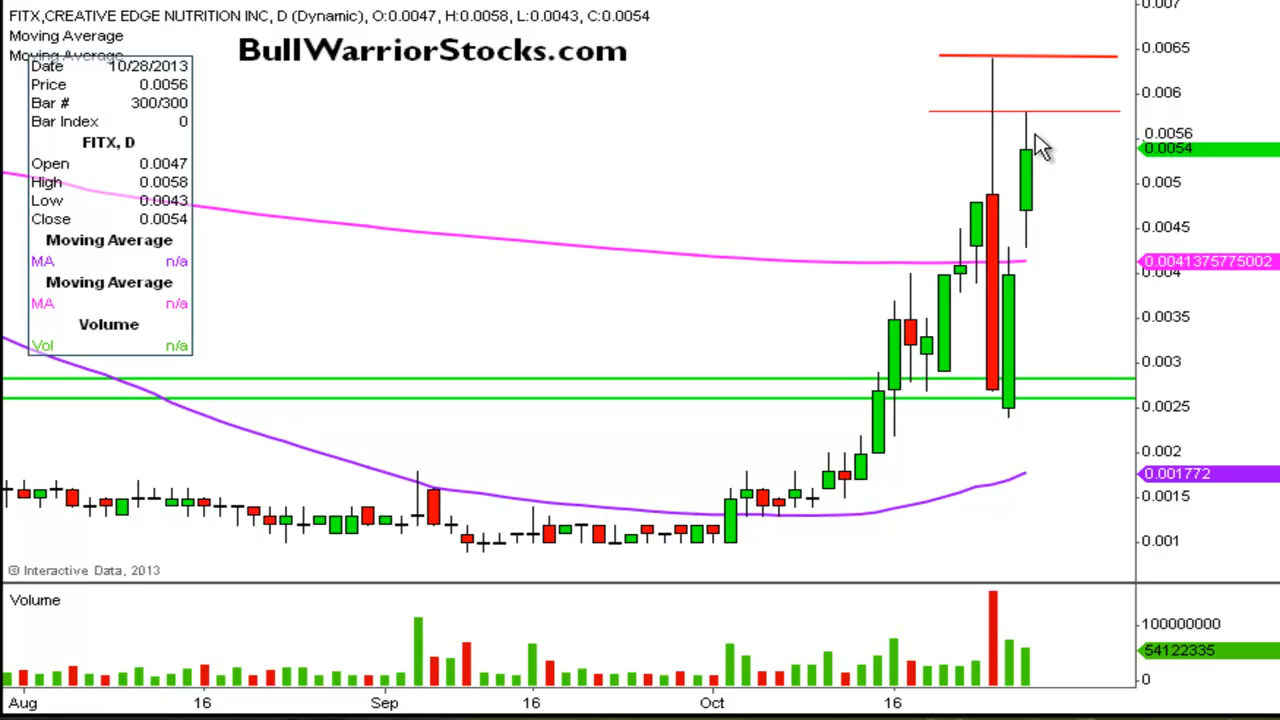 FITX,CREATIVE EDGE NUTRITION INC, D (Dynamic), O:0.0047, H:0.0058, L:0.0043, C:0.0054
Moving Average
Moving Average
BullWarriorStocks.com
Date 10/28/2013
Price 0.0056
Bar # 300/300
Bar Index 0
FITX, D
Open 0.0047
High 0.0058
Low 0.0043
Close 0.0054
Moving Average
MA n/a
Moving Average
MA n/a
Volume
Vol n/a
0.007
0.0065
0.006
0.0056
0.0054
0.005
0.0045
0.0041375775002
0.004
0.0035
0.003
0.0025
0.002
0.001772
0.0015
0.001
© Interactive Data, 2013
Volume
100000000
54122335
0
Aug 16 Sep 16 Oct 16